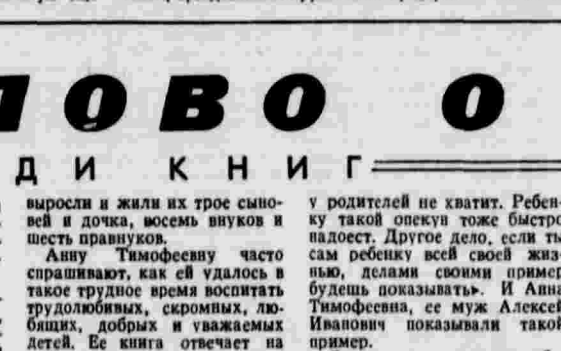 ЛОВО О
ДИ КНИГ
выросли и жили их трое сыно-
вей и дочка, восемь внуков и
шесть правнуков.
Анну Тимофеевну часто
спрашивают, как ей удалось в
такое трудное время воспитать
трудолюбивых, скромных, лю-
бящих, добрых и уважаемых
детей. Ее книга отвечает на
у родителей не хватит. Ребен-
ку такой опекун тоже быстро
надоест. Другое дело, если ты
сам ребенку всей своей жиз-
нью, делами своими пример
будешь показывать». И Анна
Тимофеевна, ее муж Алексей
Иванович показывали такой
пример.